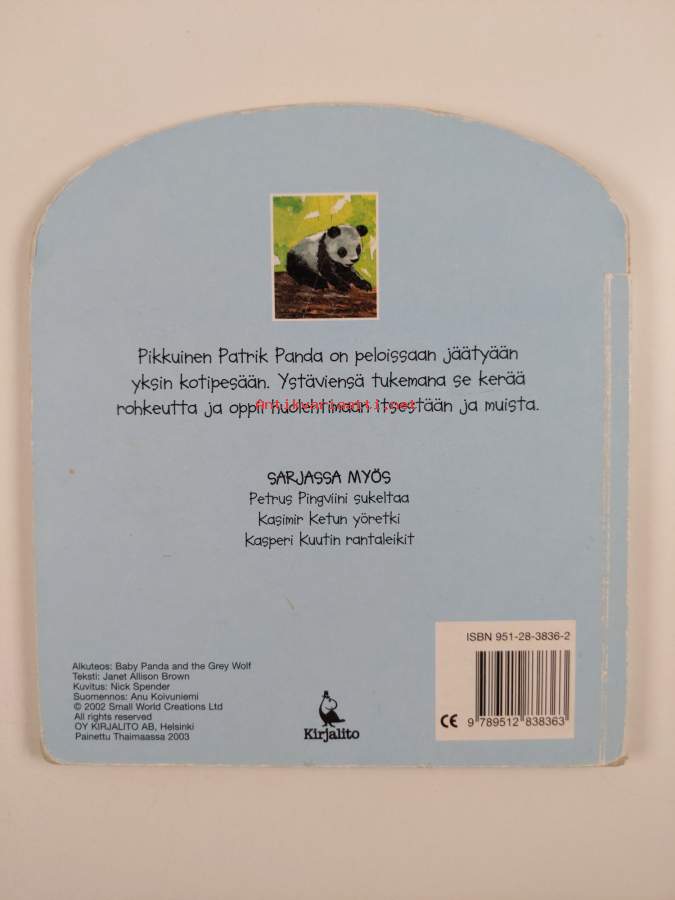 Pikkuinen Patrik Panda on peloissaan jäätyään
yksin kotipesään. Ystäviensä tukemana se kerää
rohkeutta ja oppii huolehtimaan itsestään ja muista.
Antikvariaatti.net
SARJASSA MYÖS
Petrus Pingviini sukeltaa
Kasimir Ketun yöretki
Kasperi Kuutin rantaleikit
Alkuteos: Baby Panda and the Grey Wolf
Teksti: Janet Allison Brown
Kuvitus: Nick Spender
Suomennos: Anu Koivuniemi
© 2002 Small World Creations Ltd
All rights reserved
OY KIRJALITO AB, Helsinki
Painettu Thaimaassa 2003
Kirjalito
ISBN 951-28-3836-2
CE
9 789512 838363